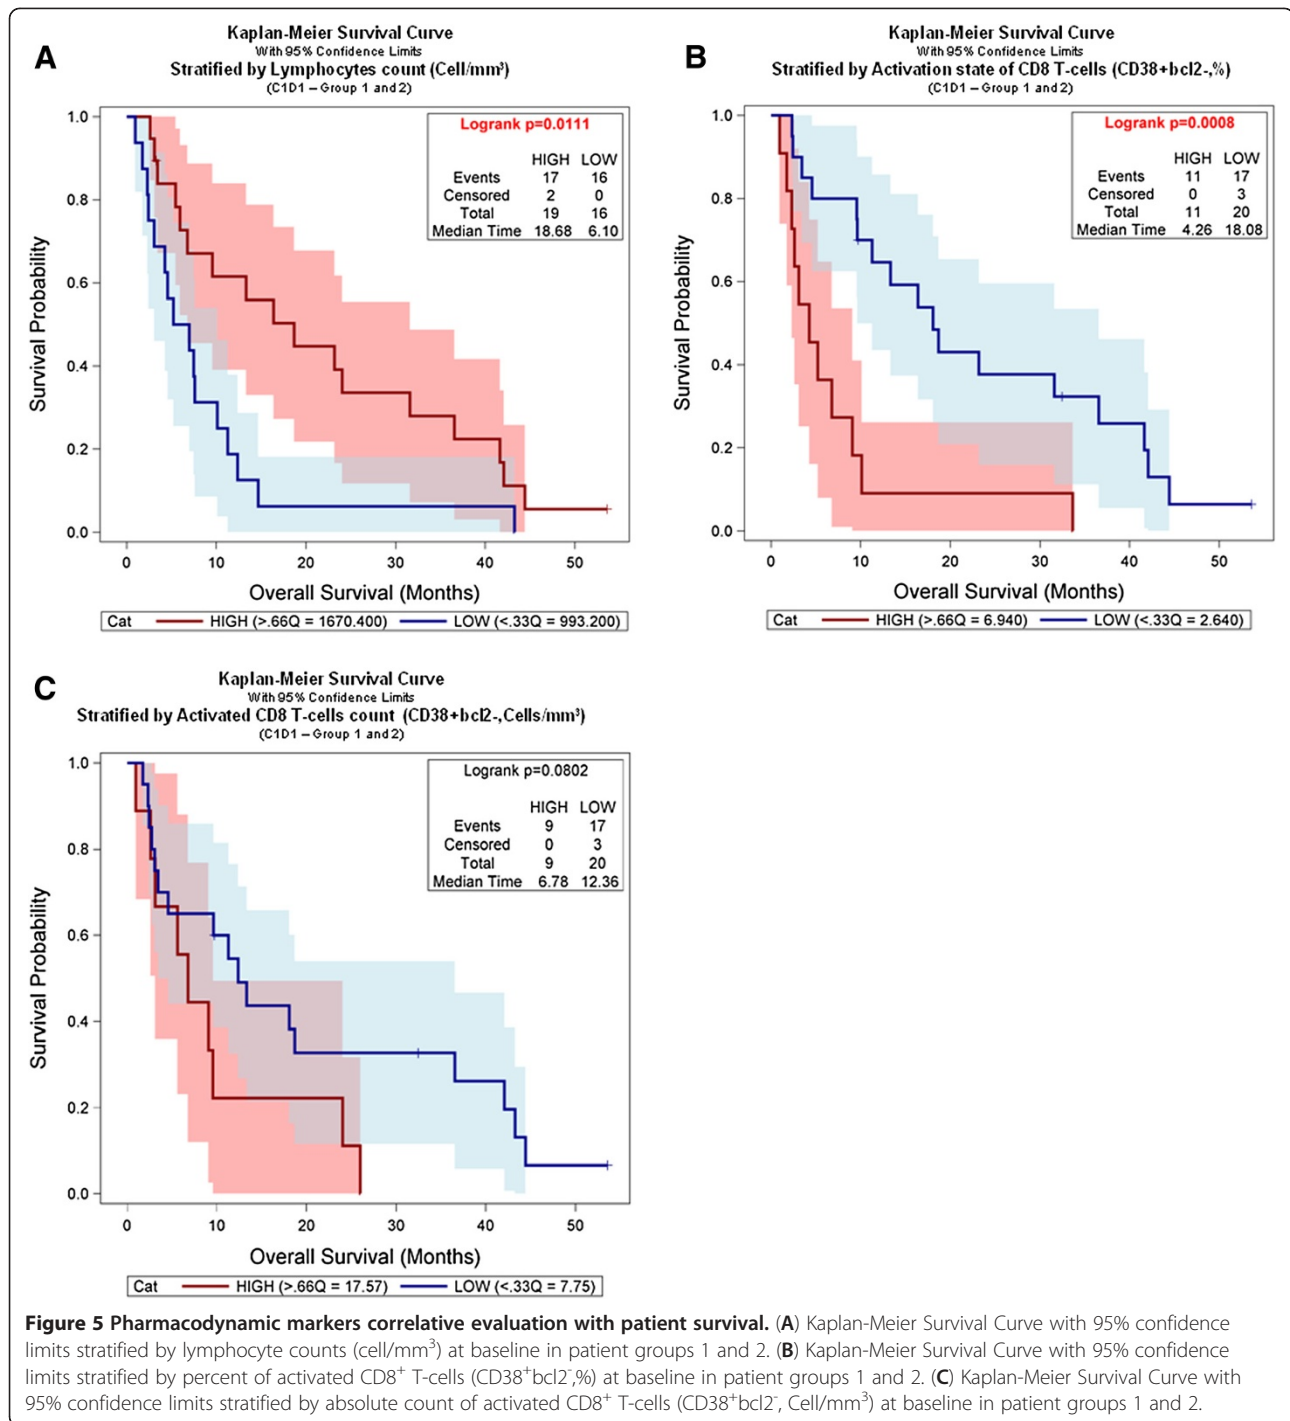 A
Kaplan-Meier Survival Curve
With 95% Confidence Limits
Stratified by Lymphocytes count (Cell/mm³)
(C1D1 – Group 1 and 2)
Logrank p=0.0111
HIGH LOW
Events 17 16
Censored 2 0
Total 19 16
Median Time 18.68 6.10
Survival Probability
1.0
0.8
0.6
0.4
0.2
0.0
0 10 20 30 40 50
Overall Survival (Months)
Cat HIGH (>.66Q = 1670.400) LOW (<.33Q = 993.200)
B
Kaplan-Meier Survival Curve
With 95% Confidence Limits
Stratified by Activation state of CD8 T-cells (CD38+bcl2-,%)
(C1D1 – Group 1 and 2)
Logrank p=0.0008
HIGH LOW
Events 11 17
Censored 0 3
Total 11 20
Median Time 4.26 18.08
Survival Probability
1.0
0.8
0.6
0.4
0.2
0.0
0 10 20 30 40 50
Overall Survival (Months)
Cat HIGH (>.66Q = 6.940) LOW (<.33Q = 2.640)
C
Kaplan-Meier Survival Curve
With 95% Confidence Limits
Stratified by Activated CD8 T-cells count (CD38+bcl2-,Cells/mm³)
(C1D1 – Group 1 and 2)
Logrank p=0.0802
HIGH LOW
Events 9 17
Censored 0 3
Total 9 20
Median Time 6.78 12.36
Survival Probability
1.0
0.8
0.6
0.4
0.2
0.0
0 10 20 30 40 50
Overall Survival (Months)
Cat HIGH (>.66Q = 17.57) LOW (<.33Q = 7.75)
Figure 5 Pharmacodynamic markers correlative evaluation with patient survival. (A) Kaplan-Meier Survival Curve with 95% confidence
limits stratified by lymphocyte counts (cell/mm³) at baseline in patient groups 1 and 2. (B) Kaplan-Meier Survival Curve with 95% confidence
limits stratified by percent of activated CD8⁺ T-cells (CD38⁺bcl2⁻,%) at baseline in patient groups 1 and 2. (C) Kaplan-Meier Survival Curve with
95% confidence limits stratified by absolute count of activated CD8⁺ T-cells (CD38⁺bcl2⁻, Cell/mm³) at baseline in patient groups 1 and 2.